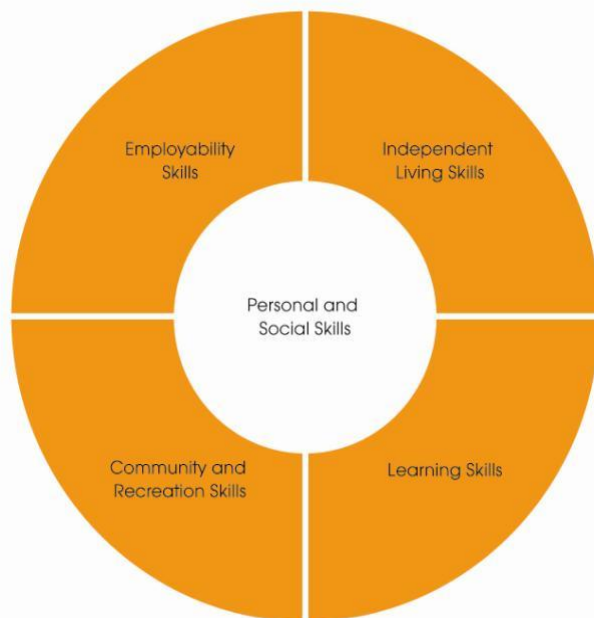 Employability
Skills
Independent
Living Skills
Personal and
Social Skills
Community and
Recreation Skills
Learning Skills